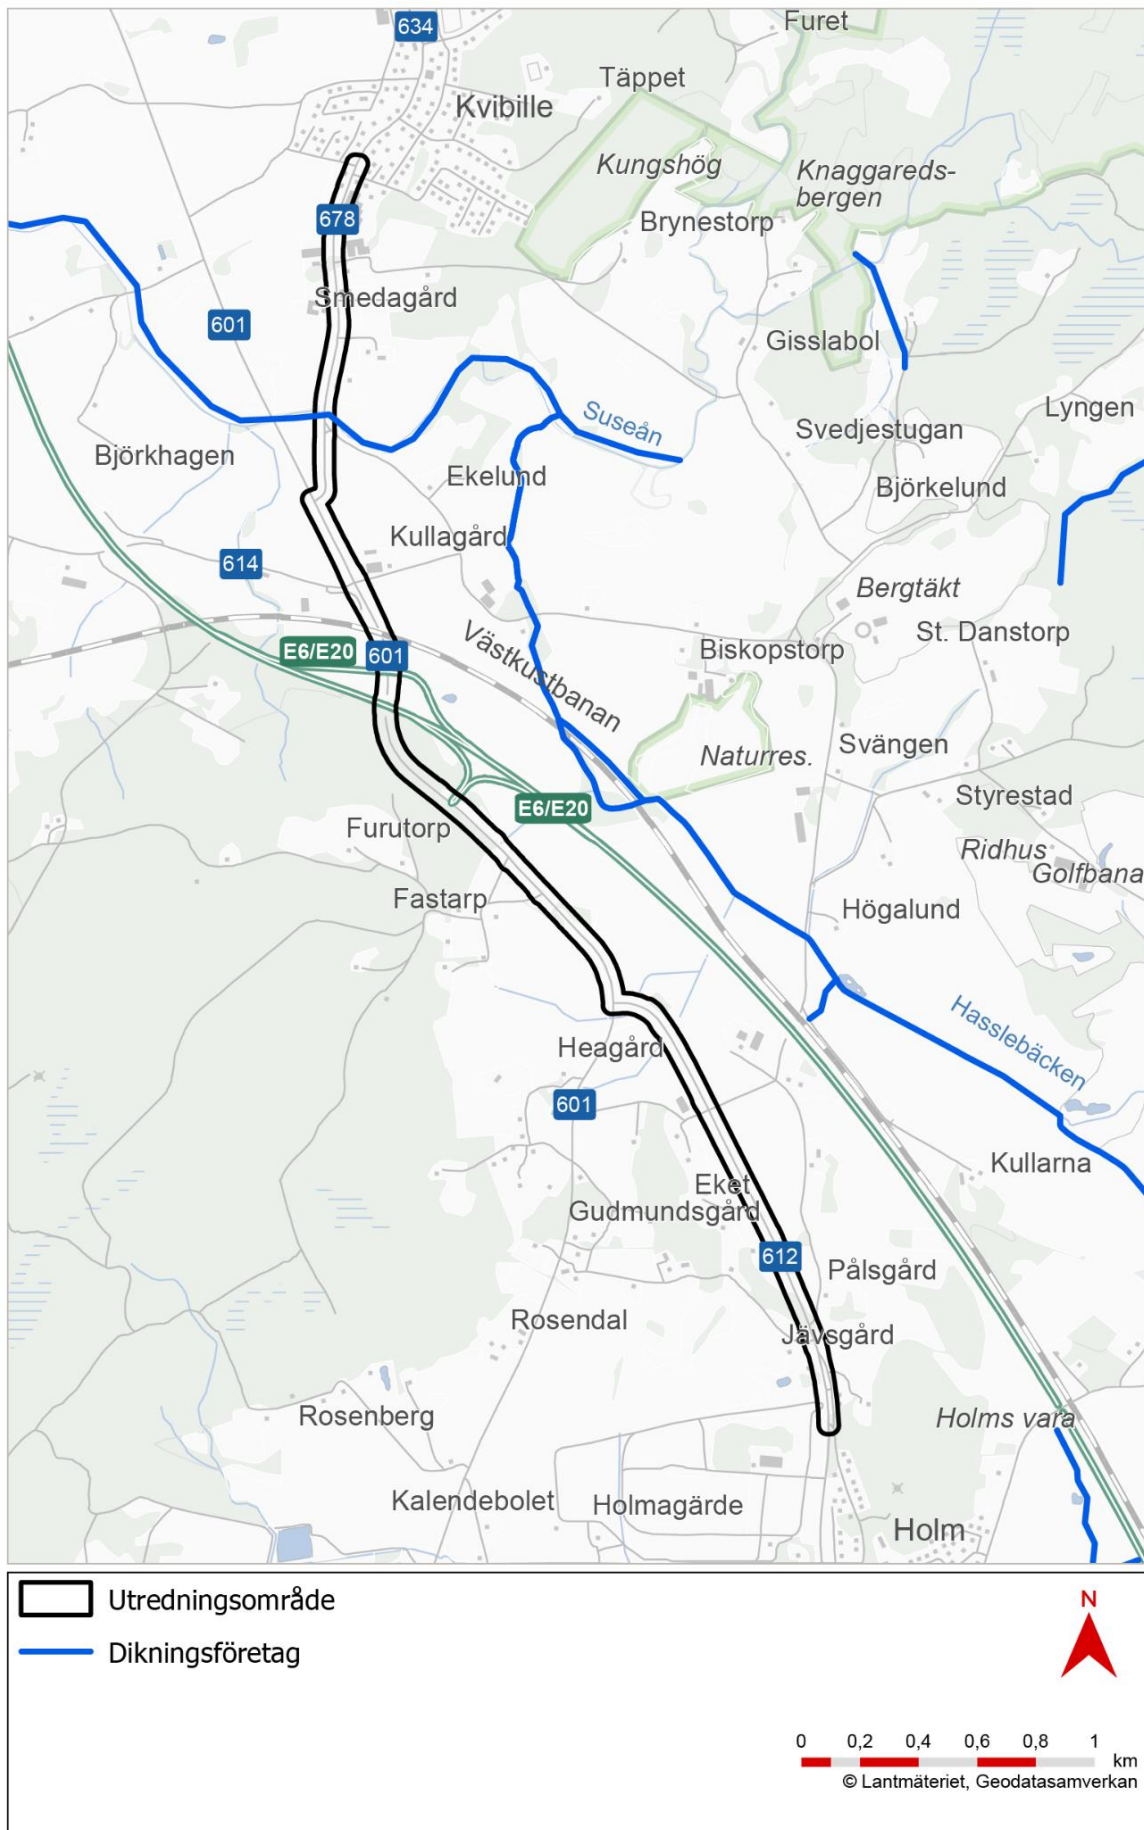 634
Furet
Täppet
Kvibille
Kungshög
Knaggareds-
bergen
678
Brynestorp
Smedagård
601
Gisslabol
Lyngen
Suseån
Svedjestugan
Björkhagen
Ekelund
Björkelund
Kullagård
614
Bergtäkt
St. Danstorp
E6/E20
601
Västkustbanan
Biskopstorp
Naturres.
Svängen
Styrestad
E6/E20
Furutorp
Ridhus
Golfbana
Fastarp
Högalund
Hasslebäcken
Heagård
601
Kullarna
Eket
Gudmundsgård
612
Pålsgård
Rosendal
Jävsgård
Rosenberg
Holms vara
Kalendebolet
Holmagärde
Holm
Utredningsområde
Dikningsföretag
N
0 0,2 0,4 0,6 0,8 1
km
© Lantmäteriet, Geodatasamverkan